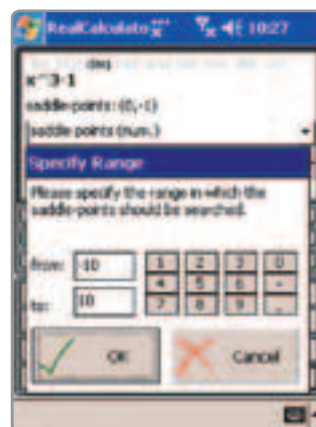 RealCalculato 10:27
deg
x^3-1
saddle-points: (0,-1)
saddle points (num.)
Specify Range
Please specify the range in which the
saddle-points should be searched.
from: -10 1 2 3 0
4 5 6 -
to: 10 7 8 9
OK Cancel